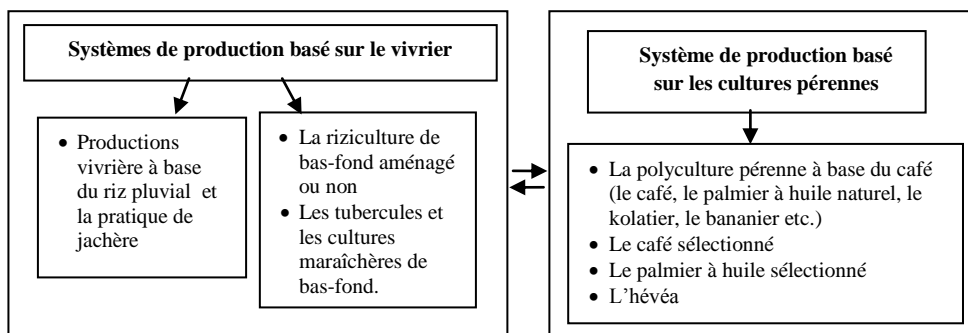 Systèmes de production basé sur le vivrier
• Productions
vivrière à base
du riz pluvial et
la pratique de
jachère
• La riziculture de
bas-fond aménagé
ou non
• Les tubercules et
les cultures
maraîchères de
bas-fond.
Système de production basé
sur les cultures pérennes
• La polyculture pérenne à base du café
(le café, le palmier à huile naturel, le
kolatier, le bananier etc.)
• Le café sélectionné
• Le palmier à huile sélectionné
• L'hévéa